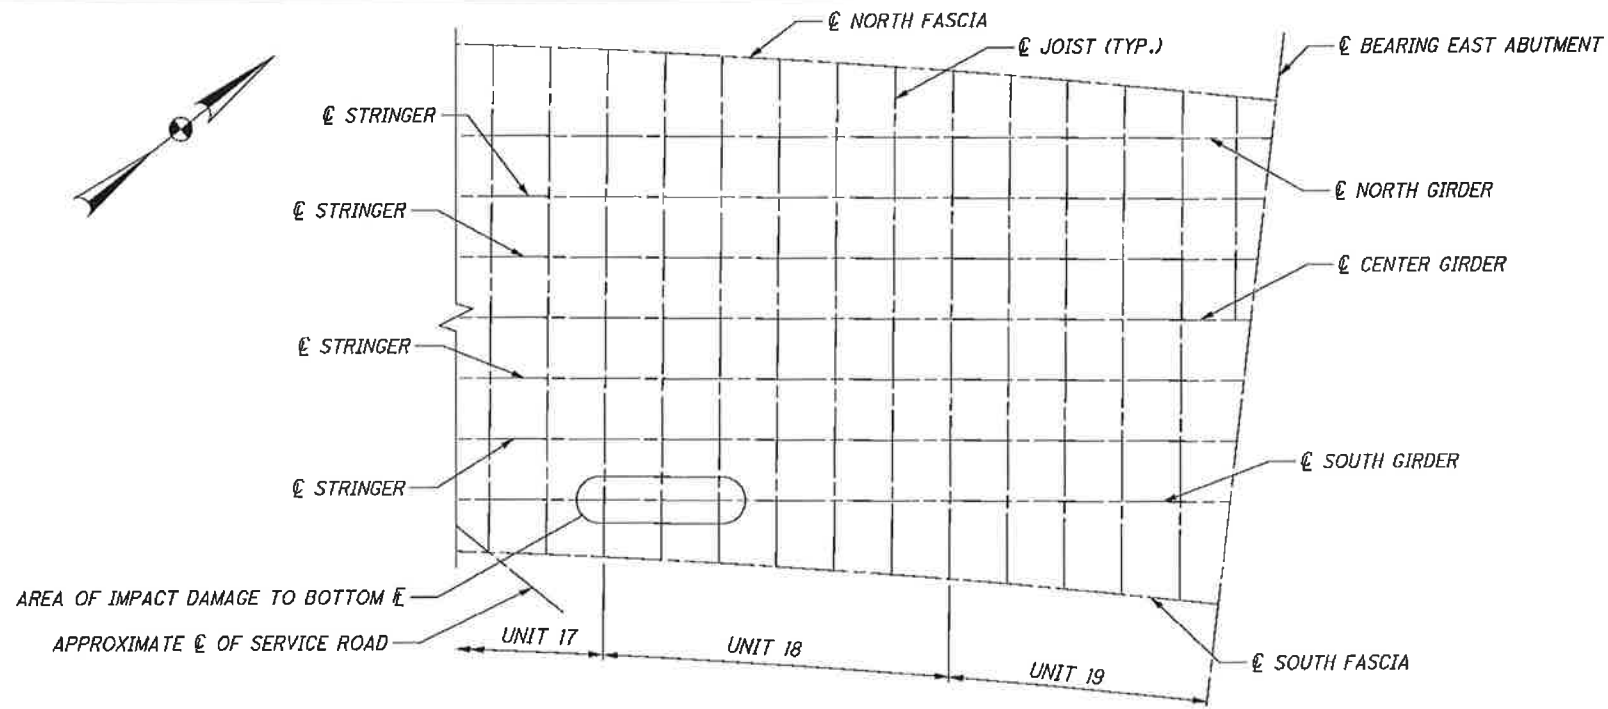 ℄ NORTH FASCIA
℄ JOIST (TYP.)
℄ BEARING EAST ABUTMENT
℄ STRINGER
℄ NORTH GIRDER
℄ STRINGER
℄ CENTER GIRDER
℄ STRINGER
℄ SOUTH GIRDER
℄ STRINGER
AREA OF IMPACT DAMAGE TO BOTTOM FL
APPROXIMATE ℄ OF SERVICE ROAD
UNIT 17
UNIT 18
UNIT 19
℄ SOUTH FASCIA